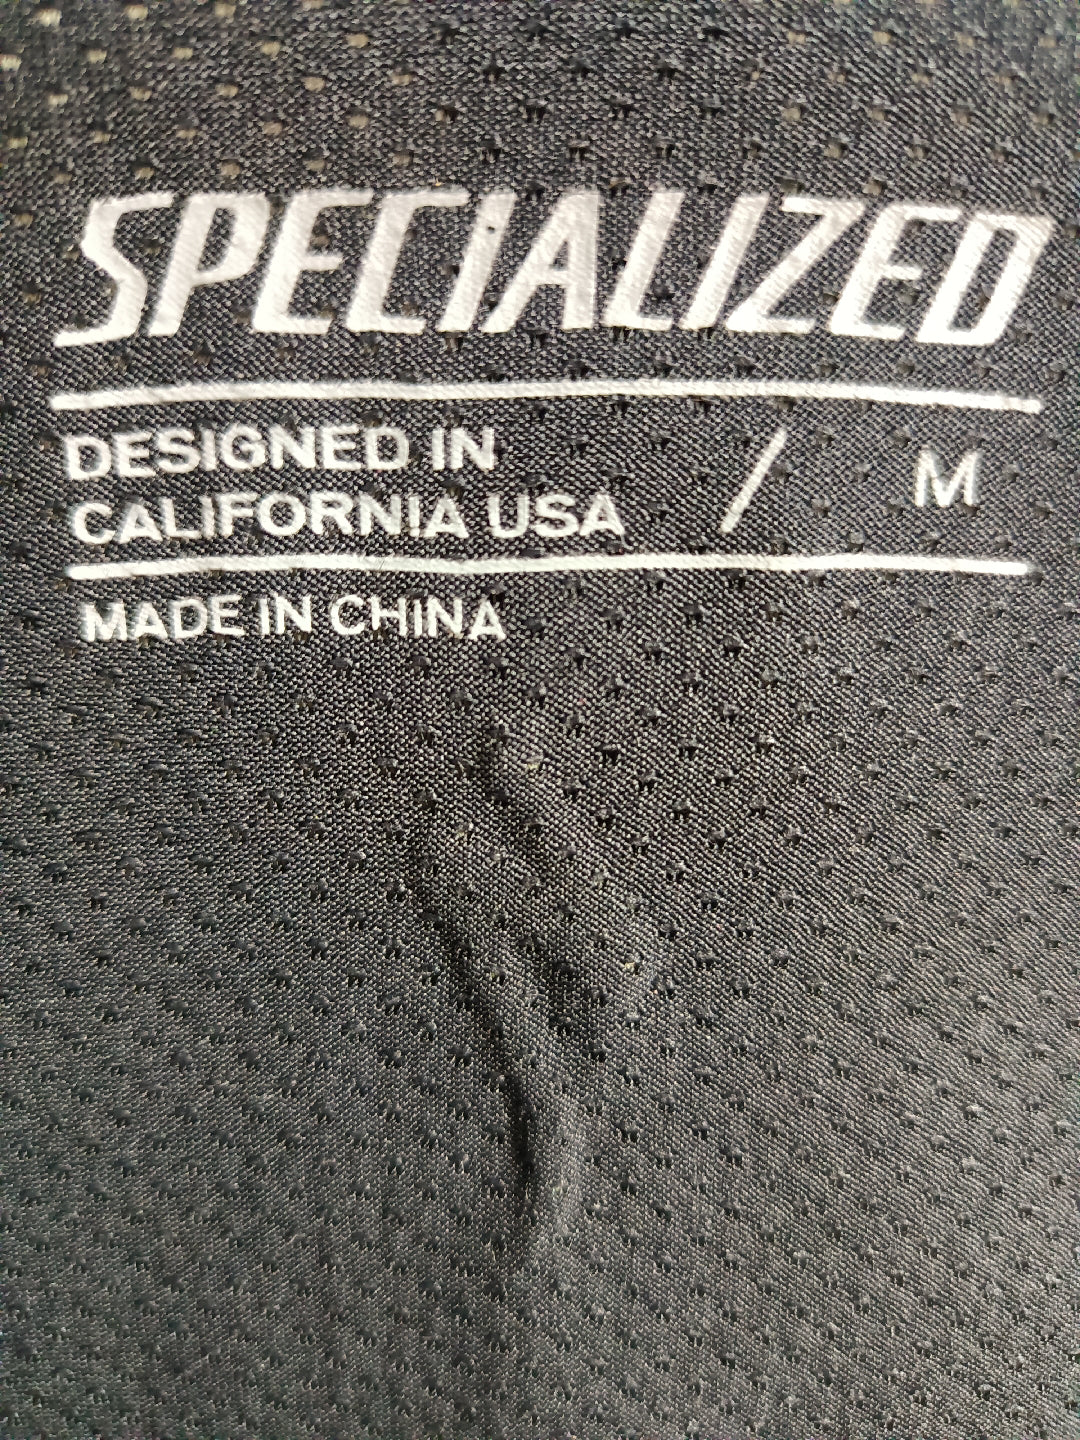 SPECIALIZED
DESIGNED IN
CALIFORNIA USA / M
MADE IN CHINA